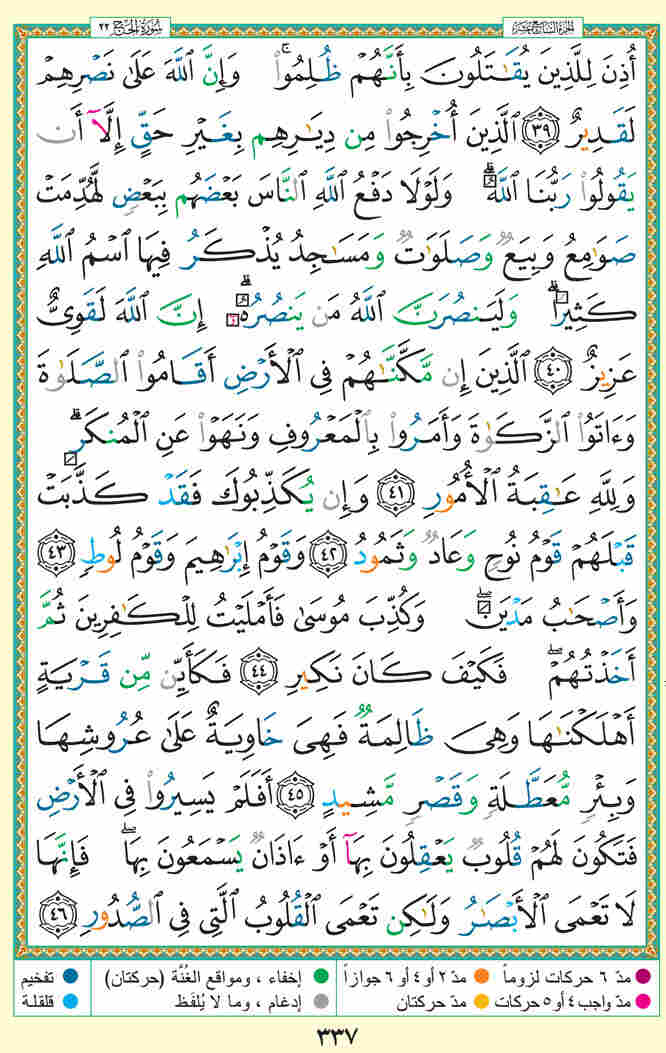 سُورَةُ الحَجِّ ٢٢
الجزء السابع عشر
أُذِنَ لِلَّذِينَ يُقَٰتَلُونَ بِأَنَّهُمْ ظُلِمُوا۟ ۚ وَإِنَّ ٱللَّهَ عَلَىٰ نَصْرِهِمْ
لَقَدِيرٌ ٣٩ ٱلَّذِينَ أُخْرِجُوا۟ مِن دِيَٰرِهِم بِغَيْرِ حَقٍّ إِلَّآ أَن
يَقُولُوا۟ رَبُّنَا ٱللَّهُ ۗ وَلَوْلَا دَفْعُ ٱللَّهِ ٱلنَّاسَ بَعْضَهُم بِبَعْضٍ لَّهُدِّمَتْ
صَوَٰمِعُ وَبِيَعٌ وَصَلَوَٰتٌ وَمَسَٰجِدُ يُذْكَرُ فِيهَا ٱسْمُ ٱللَّهِ
كَثِيرًا ۗ وَلَيَنصُرَنَّ ٱللَّهُ مَن يَنصُرُهُۥٓ ۗ إِنَّ ٱللَّهَ لَقَوِىٌّ
عَزِيزٌ ٤٠ ٱلَّذِينَ إِن مَّكَّنَّٰهُمْ فِى ٱلْأَرْضِ أَقَامُوا۟ ٱلصَّلَوٰةَ
وَءَاتَوُا۟ ٱلزَّكَوٰةَ وَأَمَرُوا۟ بِٱلْمَعْرُوفِ وَنَهَوْا۟ عَنِ ٱلْمُنكَرِ ۗ
وَلِلَّهِ عَٰقِبَةُ ٱلْأُمُورِ ٤١ وَإِن يُكَذِّبُوكَ فَقَدْ كَذَّبَتْ
قَبْلَهُمْ قَوْمُ نُوحٍ وَعَادٌ وَثَمُودُ ٤٢ وَقَوْمُ إِبْرَٰهِيمَ وَقَوْمُ لُوطٍ ٤٣
وَأَصْحَٰبُ مَدْيَنَ ۖ وَكُذِّبَ مُوسَىٰ فَأَمْلَيْتُ لِلْكَٰفِرِينَ ثُمَّ
أَخَذْتُهُمْ ۖ فَكَيْفَ كَانَ نَكِيرِ ٤٤ فَكَأَيِّن مِّن قَرْيَةٍ
أَهْلَكْنَٰهَا وَهِىَ ظَالِمَةٌ فَهِىَ خَاوِيَةٌ عَلَىٰ عُرُوشِهَا
وَبِئْرٍ مُّعَطَّلَةٍ وَقَصْرٍ مَّشِيدٍ ٤٥ أَفَلَمْ يَسِيرُوا۟ فِى ٱلْأَرْضِ
فَتَكُونَ لَهُمْ قُلُوبٌ يَعْقِلُونَ بِهَآ أَوْ ءَاذَانٌ يَسْمَعُونَ بِهَا ۖ فَإِنَّهَا
لَا تَعْمَى ٱلْأَبْصَٰرُ وَلَٰكِن تَعْمَى ٱلْقُلُوبُ ٱلَّتِى فِى ٱلصُّدُورِ ٤٦
مدّ ٦ حركات لزوماً مدّ ٢ أو ٤ أو ٦ جوازاً إخفاء ، ومواقع الغُنَّة (حركتان) تفخيم
مدّ واجب ٤ أو ٥ حركات مدّ حركتان إدغام ، وما لا يُلفَظ قلقلة
٣٣٧